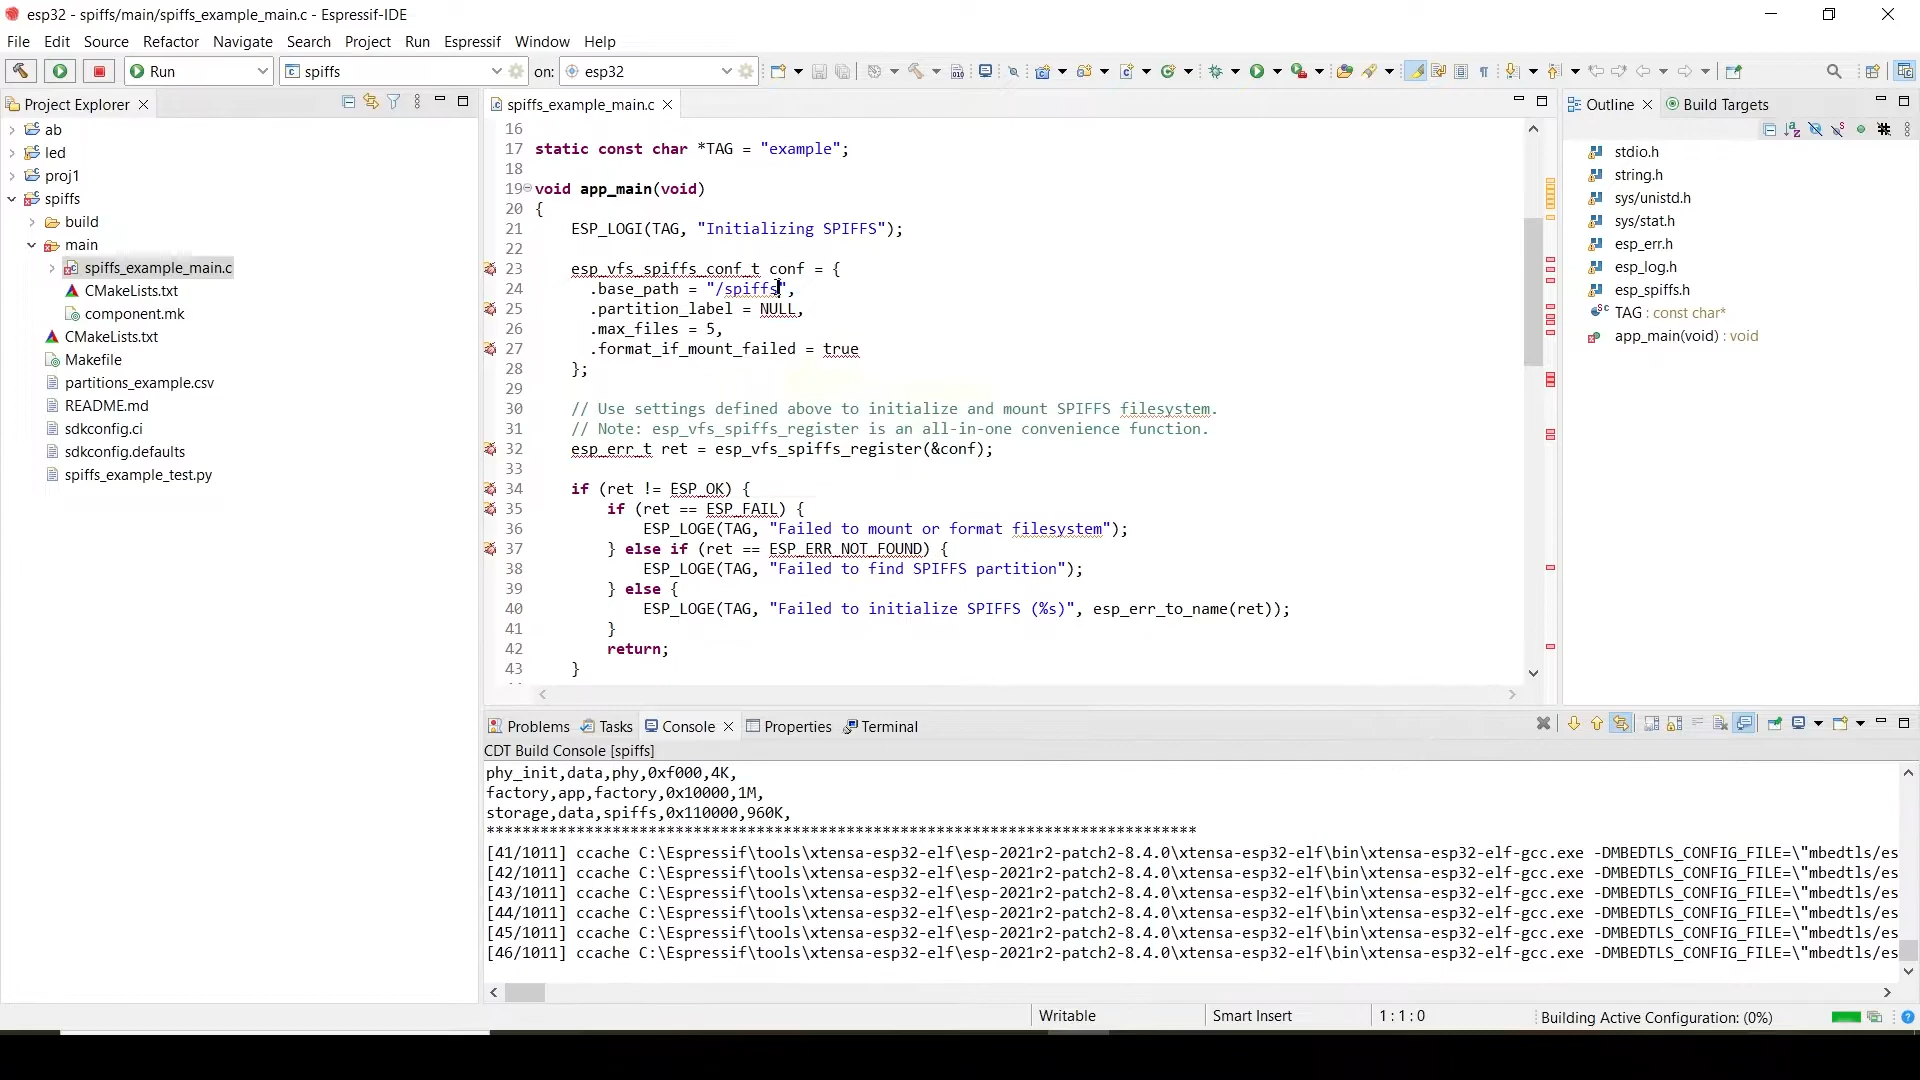 esp32 - spiffs/main/spiffs_example_main.c - Espressif-IDE
File Edit Source Refactor Navigate Search Project Run Espressif Window Help
Run spiffs on: esp32
Project Explorer
ab
led
proj1
spiffs
build
main
spiffs_example_main.c
CMakeLists.txt
component.mk
CMakeLists.txt
Makefile
partitions_example.csv
README.md
sdkconfig.ci
sdkconfig.defaults
spiffs_example_test.py
spiffs_example_main.c
16
17 static const char *TAG = "example";
18
19 void app_main(void)
20 {
21 ESP_LOGI(TAG, "Initializing SPIFFS");
22
23 esp_vfs_spiffs_conf_t conf = {
24 .base_path = "/spiffs",
25 .partition_label = NULL,
26 .max_files = 5,
27 .format_if_mount_failed = true
28 };
29
30 // Use settings defined above to initialize and mount SPIFFS filesystem.
31 // Note: esp_vfs_spiffs_register is an all-in-one convenience function.
32 esp_err_t ret = esp_vfs_spiffs_register(&conf);
33
34 if (ret != ESP_OK) {
35 if (ret == ESP_FAIL) {
36 ESP_LOGE(TAG, "Failed to mount or format filesystem");
37 } else if (ret == ESP_ERR_NOT_FOUND) {
38 ESP_LOGE(TAG, "Failed to find SPIFFS partition");
39 } else {
40 ESP_LOGE(TAG, "Failed to initialize SPIFFS (%s)", esp_err_to_name(ret));
41 }
42 return;
43 }
Outline Build Targets
stdio.h
string.h
sys/unistd.h
sys/stat.h
esp_err.h
esp_log.h
esp_spiffs.h
TAG : const char*
app_main(void) : void
Problems Tasks Console Properties Terminal
CDT Build Console [spiffs]
phy_init,data,phy,0xf000,4K,
factory,app,factory,0x10000,1M,
storage,data,spiffs,0x110000,960K,
*******************************************************************************
[41/1011] ccache C:\Espressif\tools\xtensa-esp32-elf\esp-2021r2-patch2-8.4.0\xtensa-esp32-elf\bin\xtensa-esp32-elf-gcc.exe -DMBEDTLS_CONFIG_FILE=\"mbedtls/es
[42/1011] ccache C:\Espressif\tools\xtensa-esp32-elf\esp-2021r2-patch2-8.4.0\xtensa-esp32-elf\bin\xtensa-esp32-elf-gcc.exe -DMBEDTLS_CONFIG_FILE=\"mbedtls/es
[43/1011] ccache C:\Espressif\tools\xtensa-esp32-elf\esp-2021r2-patch2-8.4.0\xtensa-esp32-elf\bin\xtensa-esp32-elf-gcc.exe -DMBEDTLS_CONFIG_FILE=\"mbedtls/es
[44/1011] ccache C:\Espressif\tools\xtensa-esp32-elf\esp-2021r2-patch2-8.4.0\xtensa-esp32-elf\bin\xtensa-esp32-elf-gcc.exe -DMBEDTLS_CONFIG_FILE=\"mbedtls/es
[45/1011] ccache C:\Espressif\tools\xtensa-esp32-elf\esp-2021r2-patch2-8.4.0\xtensa-esp32-elf\bin\xtensa-esp32-elf-gcc.exe -DMBEDTLS_CONFIG_FILE=\"mbedtls/es
[46/1011] ccache C:\Espressif\tools\xtensa-esp32-elf\esp-2021r2-patch2-8.4.0\xtensa-esp32-elf\bin\xtensa-esp32-elf-gcc.exe -DMBEDTLS_CONFIG_FILE=\"mbedtls/es
Writable Smart Insert 1 : 1 : 0 Building Active Configuration: (0%)